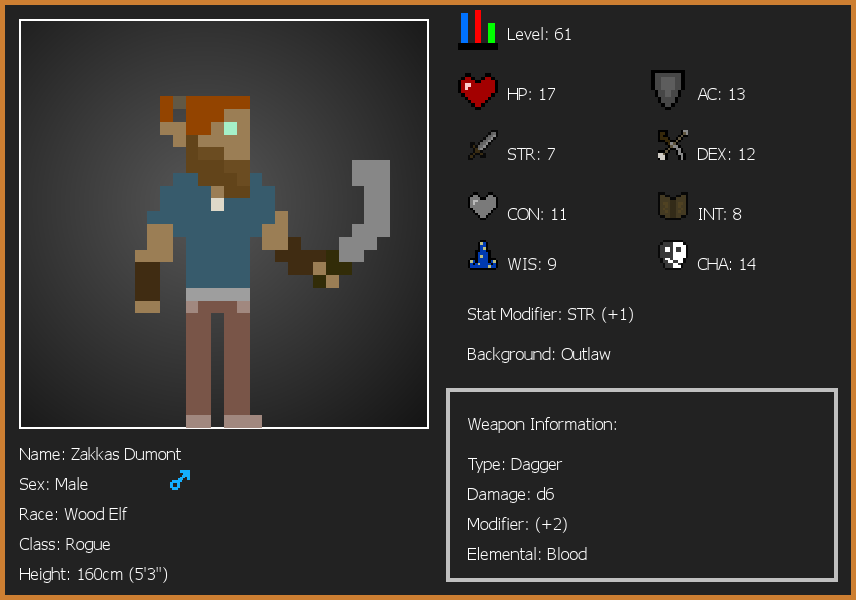 Level: 61
HP: 17
AC: 13
STR: 7
DEX: 12
CON: 11
INT: 8
WIS: 9
CHA: 14
Stat Modifier: STR (+1)
Background: Outlaw
Weapon Information:
Type: Dagger
Damage: d6
Modifier: (+2)
Elemental: Blood
Name: Zakkas Dumont
Sex: Male
Race: Wood Elf
Class: Rogue
Height: 160cm (5'3")